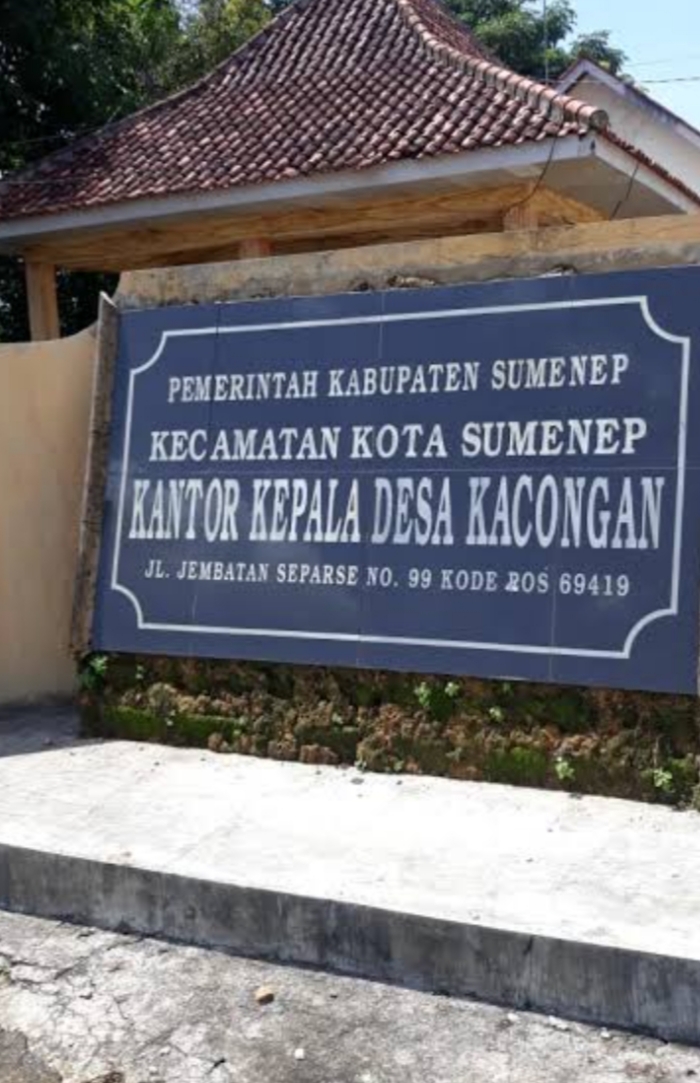 PEMERINTAH KABUPATEN SUMENEP
KECAMATAN KOTA SUMENEP
KANTOR KEPALA DESA KACONGAN
JL. JEMBATAN SEPARSE NO. 99 KODE POS 69419